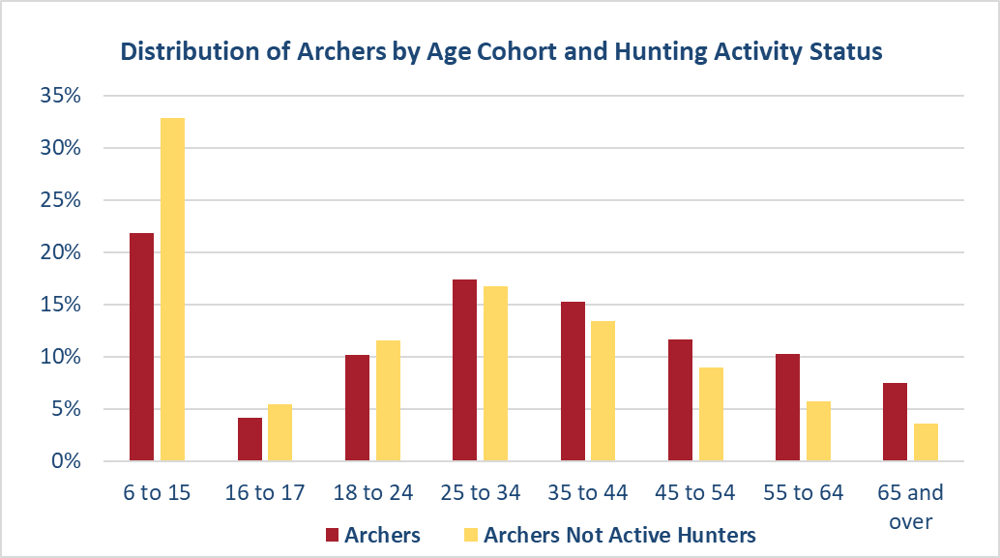 Distribution of Archers by Age Cohort and Hunting Activity Status
35%
30%
25%
20%
15%
10%
5%
0%
6 to 15 16 to 17 18 to 24 25 to 34 35 to 44 45 to 54 55 to 64 65 and
over
Archers Archers Not Active Hunters